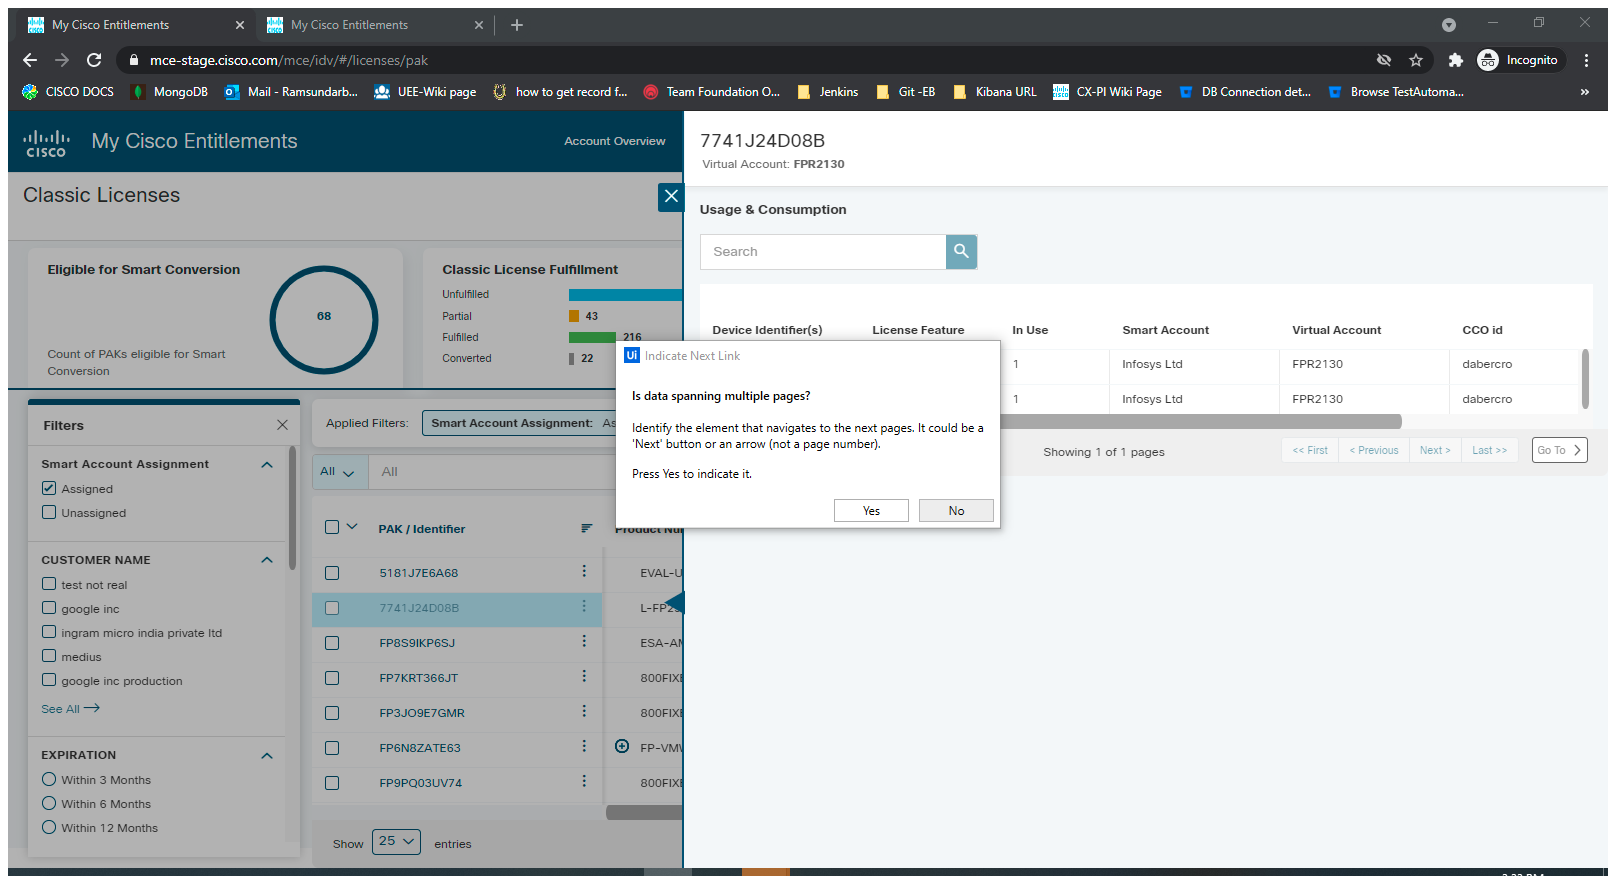 My Cisco Entitlements
My Cisco Entitlements
mce-stage.cisco.com/mce/idv/#/licenses/pak
Incognito
CISCO DOCS
MongoDB
Mail - Ramsundarb...
UEE-Wiki page
how to get record f...
Team Foundation O...
Jenkins
Git -EB
Kibana URL
CX-PI Wiki Page
DB Connection det...
Browse TestAutoma...
»
CISCO
My Cisco Entitlements
Account Overview
Classic Licenses
Eligible for Smart Conversion
68
Count of PAKs eligible for Smart
Conversion
Classic License Fulfillment
Unfulfilled
Partial
43
Fulfilled
216
Converted
22
Filters
Smart Account Assignment
Assigned
Unassigned
CUSTOMER NAME
test not real
google inc
ingram micro india private ltd
medius
google inc production
See All
EXPIRATION
Within 3 Months
Within 6 Months
Within 12 Months
Applied Filters:
Smart Account Assignment: As
All
All
PAK / Identifier
Product Nu
5181J7E6A68
EVAL-U
7741J24D08B
FP8S9IKP6SJ
ESA-AM
FP7KRT366JT
800FIXE
FP3JO9E7GMR
800FIXE
FP6N8ZATE63
FP-VMW
FP9PQ03UV74
800FIXE
Show
25
entries
7741J24D08B
Virtual Account: FPR2130
Usage & Consumption
Search
Device Identifier(s)
License Feature
In Use
Smart Account
Virtual Account
CCO id
1
Infosys Ltd
FPR2130
dabercro
1
Infosys Ltd
FPR2130
dabercro
Showing 1 of 1 pages
<< First
< Previous
Next >
Last >>
Go To
Ui
Indicate Next Link
Is data spanning multiple pages?
Identify the element that navigates to the next pages. It could be a
'Next' button or an arrow (not a page number).
Press Yes to indicate it.
Yes
No